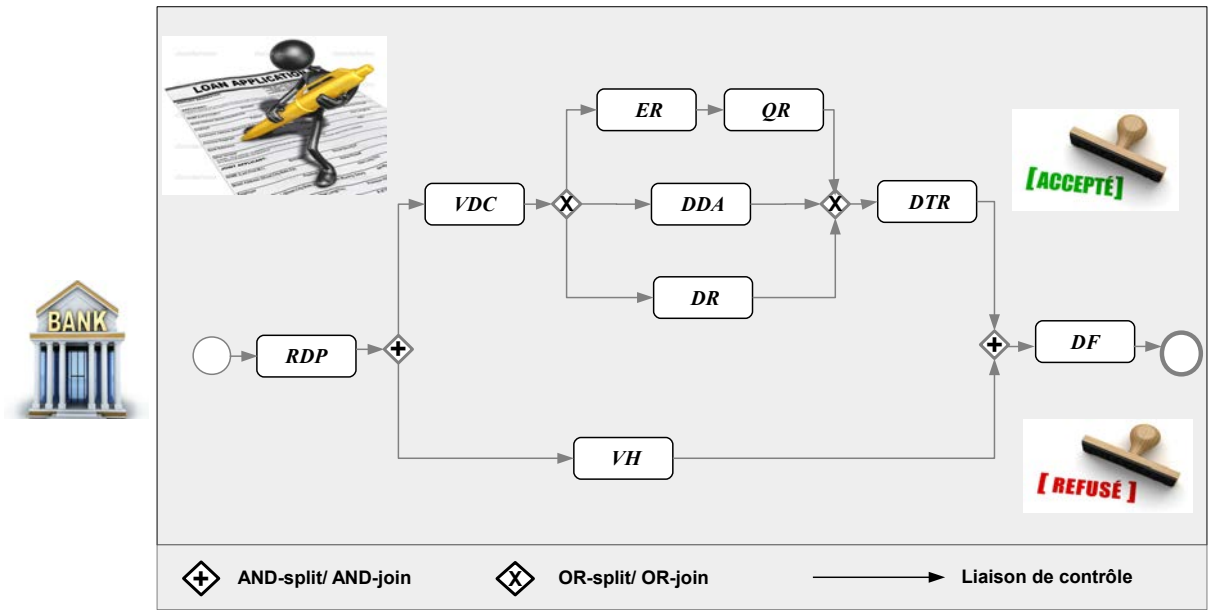 LOAN APPLICATION
ER
QR
[ACCEPTÉ]
VDC
X
DDA
X
DTR
DR
BANK
RDP
+
+
DF
VH
[ REFUSÉ ]
+ AND-split/ AND-join
X OR-split/ OR-join
Liaison de contrôle